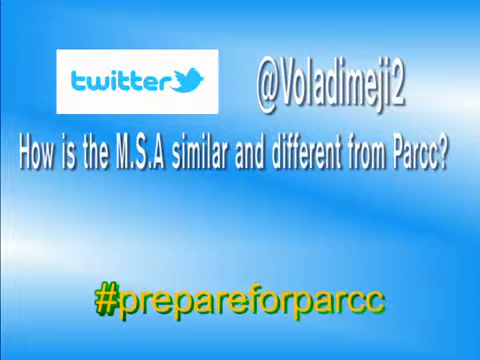 twitter
@Voladimeji2
How is the M.S.A similar and different from Parcc?
#prepareforparcc